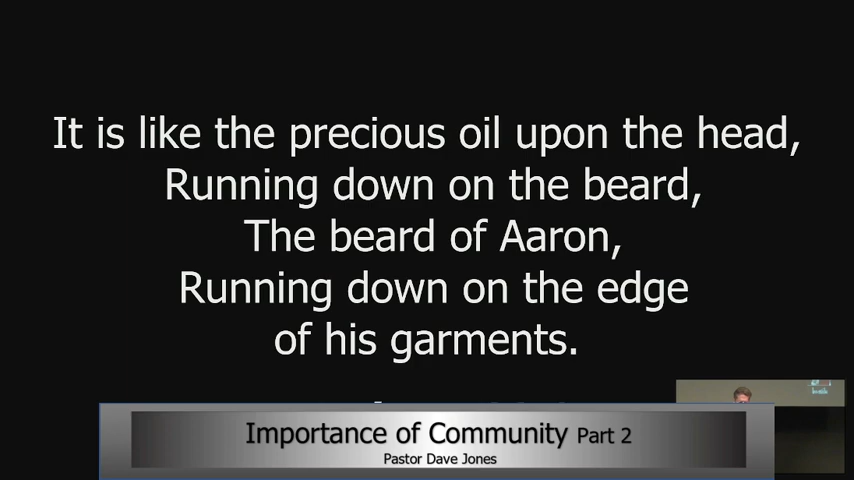 It is like the precious oil upon the head,
Running down on the beard,
The beard of Aaron,
Running down on the edge
of his garments.
Importance of Community Part 2
Pastor Dave Jones